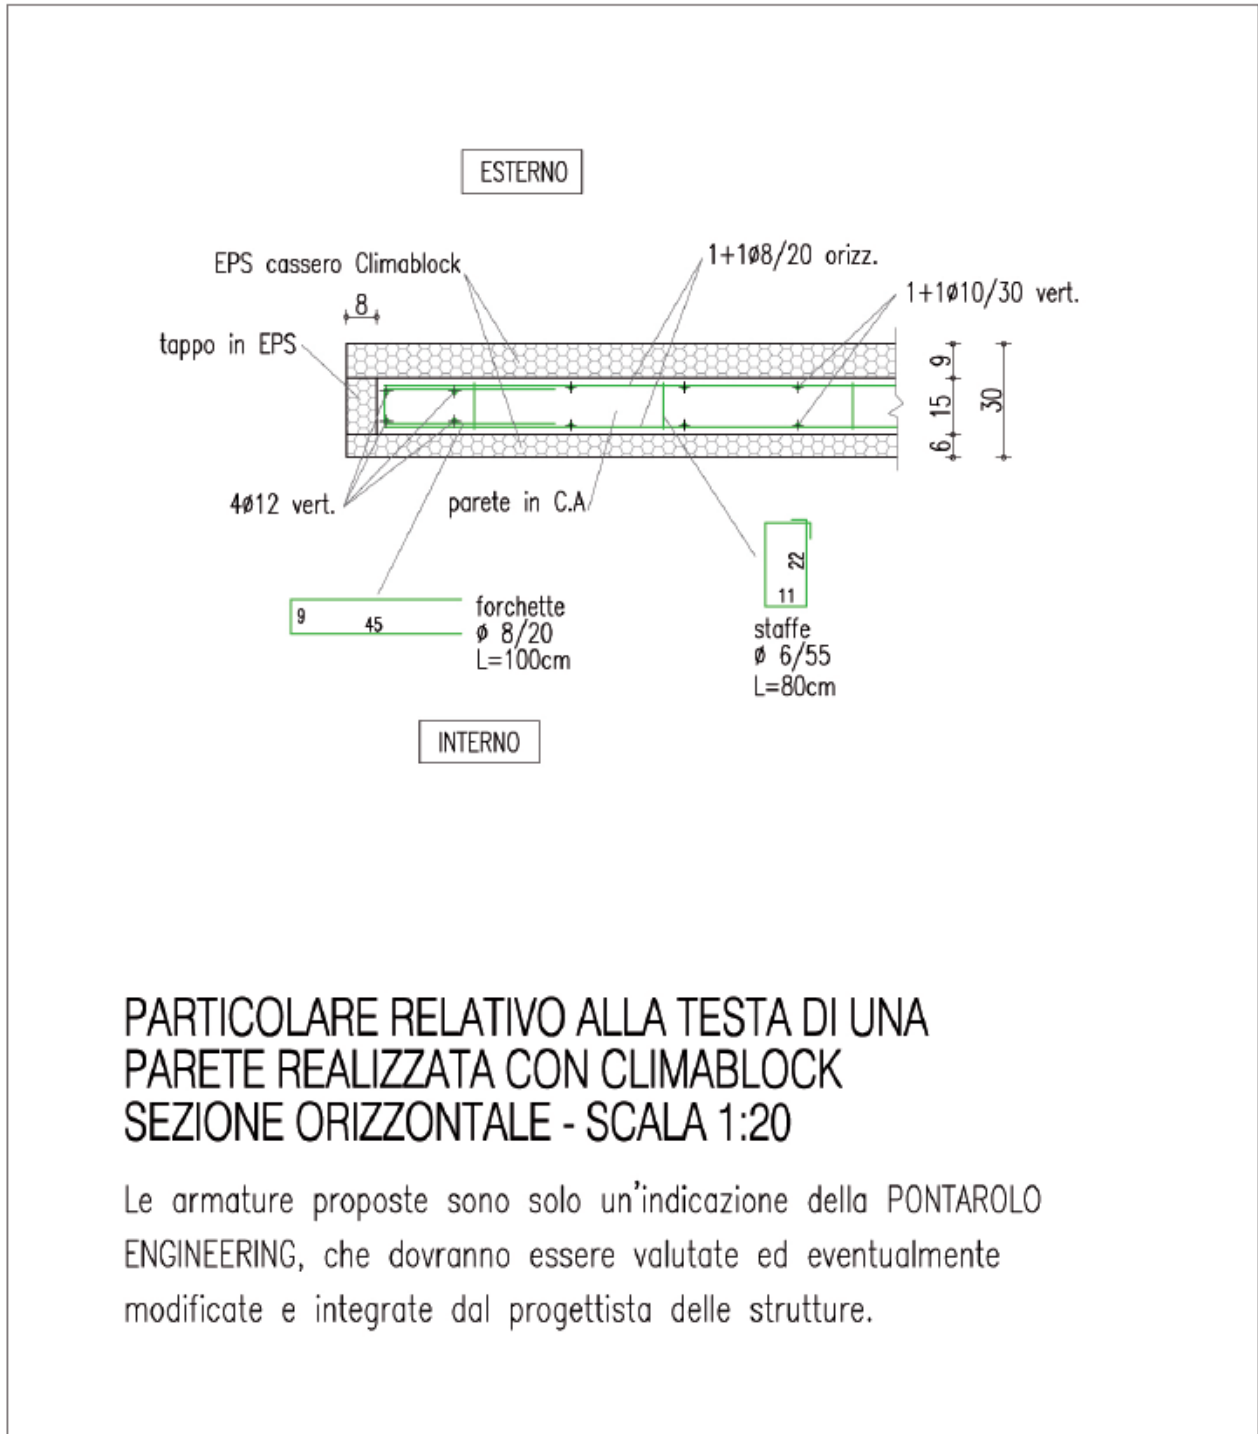 ESTERNO
EPS cassero Climablock
1+1ø8/20 orizz.
8
1+1ø10/30 vert.
tappo in EPS
9
15
30
6
4ø12 vert.
parete in C.A
22
11
9
45
forchette
ø 8/20
L=100cm
staffe
ø 6/55
L=80cm
INTERNO
PARTICOLARE RELATIVO ALLA TESTA DI UNA
PARETE REALIZZATA CON CLIMABLOCK
SEZIONE ORIZZONTALE - SCALA 1:20
Le armature proposte sono solo un'indicazione della PONTAROLO
ENGINEERING, che dovranno essere valutate ed eventualmente
modificate e integrate dal progettista delle strutture.